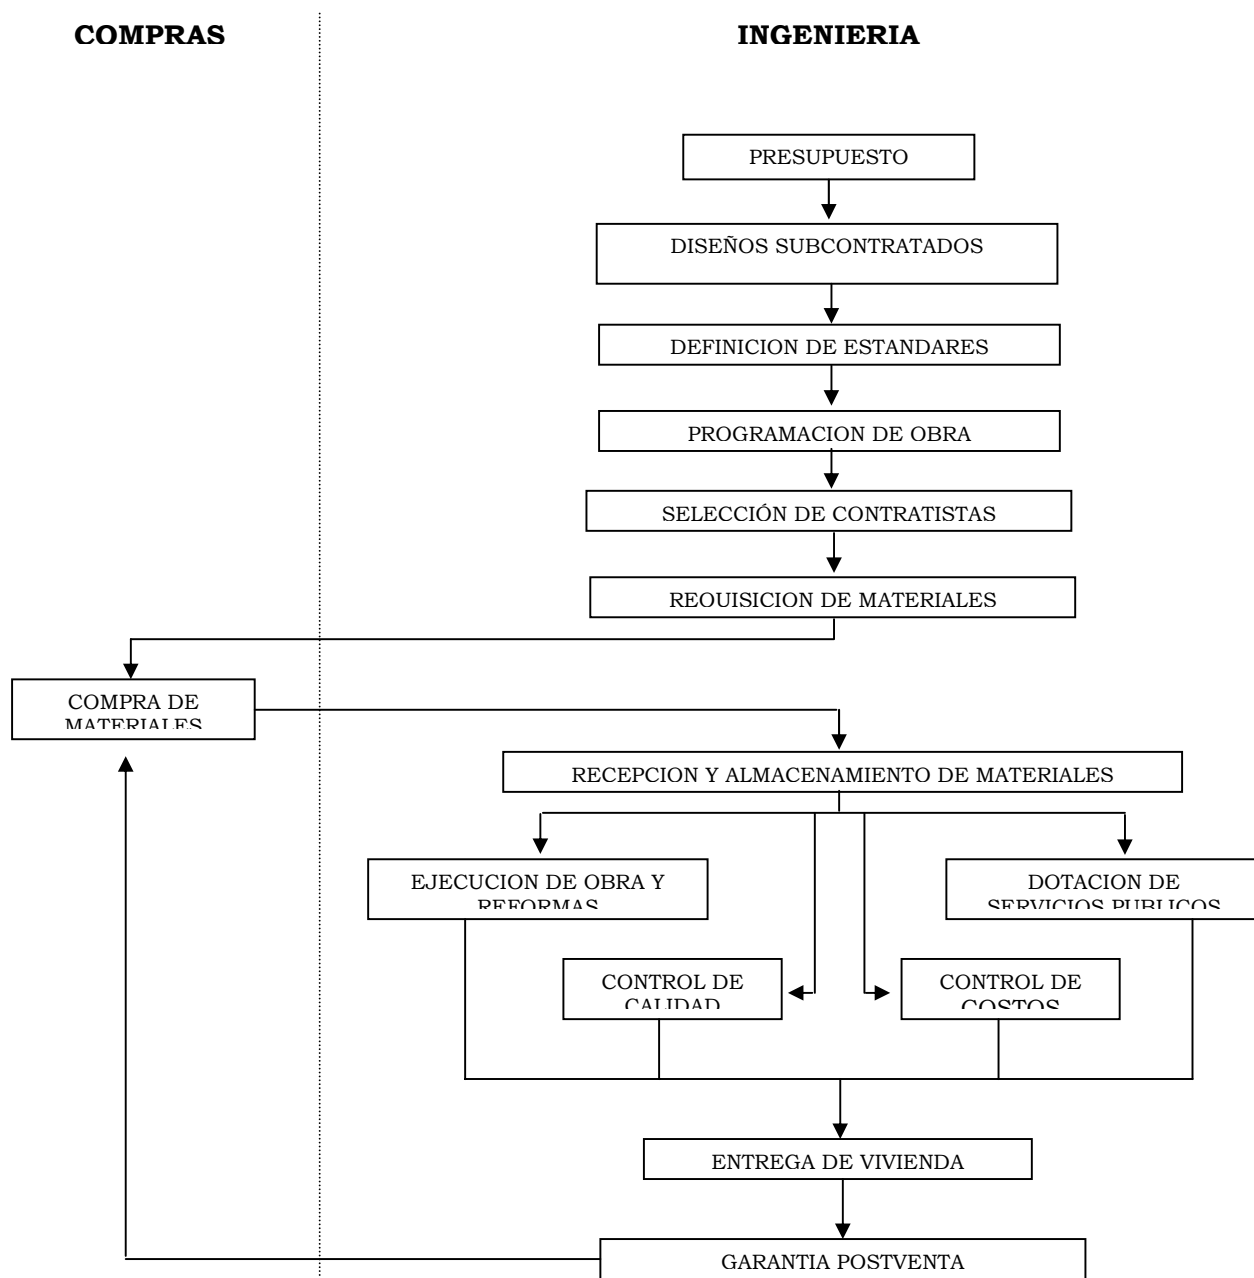 COMPRAS
INGENIERIA
PRESUPUESTO
DISEÑOS SUBCONTRATADOS
DEFINICION DE ESTANDARES
PROGRAMACION DE OBRA
SELECCIÓN DE CONTRATISTAS
REQUISICION DE MATERIALES
COMPRA DE
MATERIALES
RECEPCION Y ALMACENAMIENTO DE MATERIALES
EJECUCION DE OBRA Y
REFORMAS
DOTACION DE
SERVICIOS PUBLICOS
CONTROL DE
CALIDAD
CONTROL DE
COSTOS
ENTREGA DE VIVIENDA
GARANTIA POSTVENTA